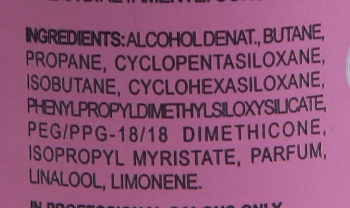 INGREDIENTS: ALCOHOL DENAT., BUTANE,
PROPANE, CYCLOPENTASILOXANE,
ISOBUTANE, CYCLOHEXASILOXANE,
PHENYLPROPYLDIMETHYLSILOXYSILICATE,
PEG/PPG-18/18 DIMETHICONE,
ISOPROPYL MYRISTATE, PARFUM,
LINALOOL, LIMONENE.